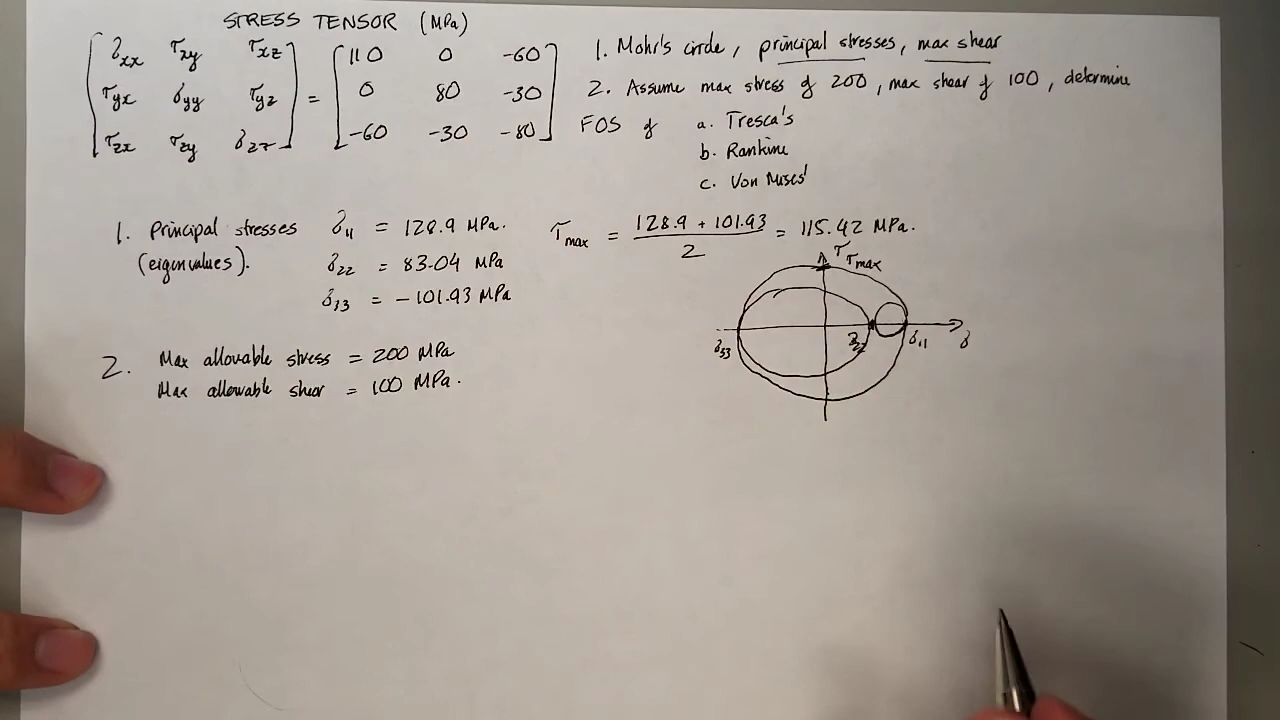 STRESS TENSOR (MPa)
[σxx τxy τxz] = [110 0 -60]
[τyx σyy τyz] = [0 80 -30]
[τzx τzy σzz] = [-60 -30 -80]
1. Mohr's circle, principal stresses, max shear
2. Assume max stress of 200, max shear of 100, determine
FOS of a. Tresca's
b. Rankine
c. Von Mises'
1. Principal stresses σ11 = 128.9 MPa.
(eigenvalues). σ22 = 83.04 MPa
σ33 = -101.93 MPa
τmax = (128.9 + 101.93)/2 = 115.42 MPa.
τ
τmax
σ33
σ22
σ11
σ
2. Max allowable stress = 200 MPa
Max allowable shear = 100 MPa.